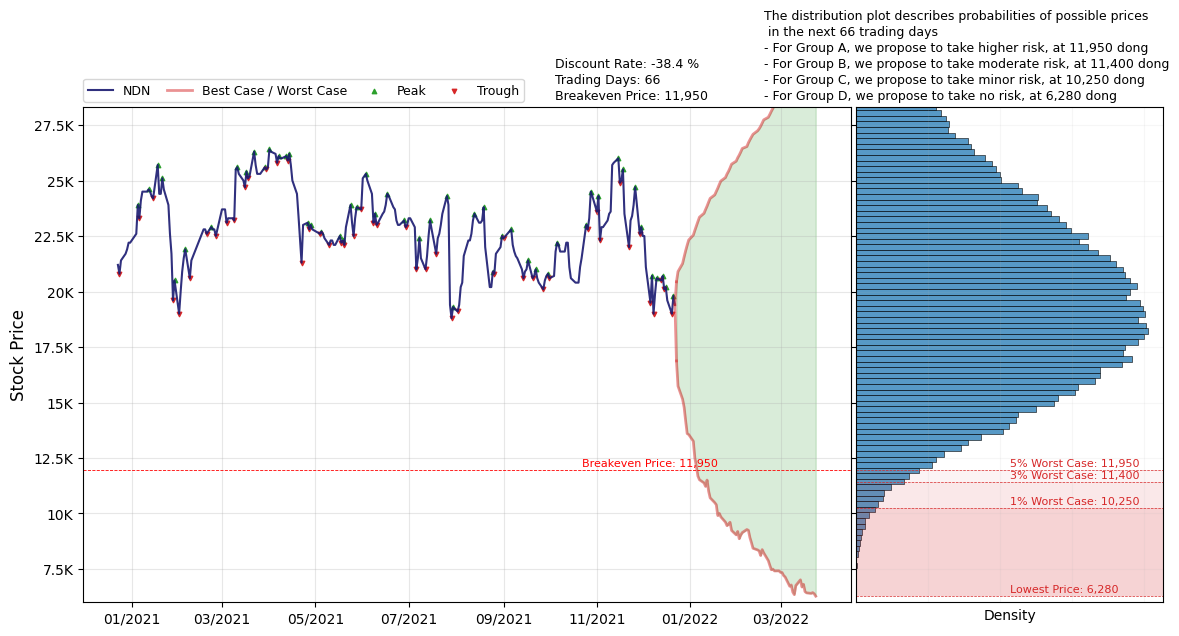 The distribution plot describes probabilities of possible prices
in the next 66 trading days
- For Group A, we propose to take higher risk, at 11,950 dong
- For Group B, we propose to take moderate risk, at 11,400 dong
- For Group C, we propose to take minor risk, at 10,250 dong
- For Group D, we propose to take no risk, at 6,280 dong
Discount Rate: -38.4 %
Trading Days: 66
Breakeven Price: 11,950
NDN Best Case / Worst Case Peak Trough
Stock Price
27.5K
25K
22.5K
20K
17.5K
15K
12.5K
10K
7.5K
Breakeven Price: 11,950
5% Worst Case: 11,950
3% Worst Case: 11,400
1% Worst Case: 10,250
Lowest Price: 6,280
01/2021 03/2021 05/2021 07/2021 09/2021 11/2021 01/2022 03/2022
Density